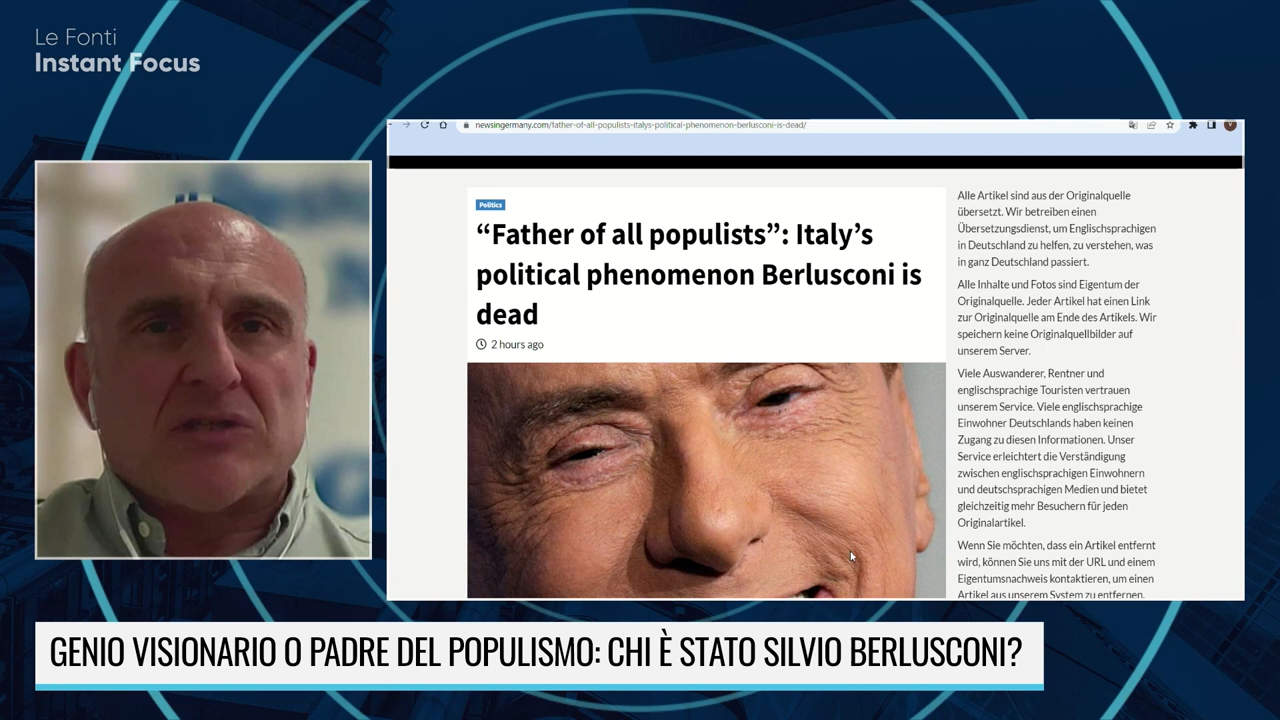 Le Fonti
Instant Focus
newsingermany.com/father-of-all-populists-italys-political-phenomenon-berlusconi-is-dead/
Politics
“Father of all populists”: Italy’s
political phenomenon Berlusconi is
dead
2 hours ago
Alle Artikel sind aus der Originalquelle
übersetzt. Wir betreiben einen
Übersetzungsdienst, um Englischsprachigen
in Deutschland zu helfen, zu verstehen, was
in ganz Deutschland passiert.
Alle Inhalte und Fotos sind Eigentum der
Originalquelle. Jeder Artikel hat einen Link
zur Originalquelle am Ende des Artikels. Wir
speichern keine Originalquellbilder auf
unserem Server.
Viele Auswanderer, Rentner und
englischsprachige Touristen vertrauen
unserem Service. Viele englischsprachige
Einwohner Deutschlands haben keinen
Zugang zu diesen Informationen. Unser
Service erleichtert die Verständigung
zwischen englischsprachigen Einwohnern
und deutschsprachigen Medien und bietet
gleichzeitig mehr Besuchern für jeden
Originalartikel.
Wenn Sie möchten, dass ein Artikel entfernt
wird, können Sie uns mit der URL und einem
Eigentumsnachweis kontaktieren, um einen
Artikel aus unserem System zu entfernen.
GENIO VISIONARIO O PADRE DEL POPULISMO: CHI È STATO SILVIO BERLUSCONI?